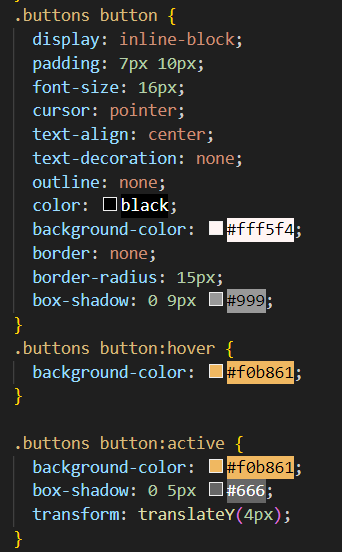 .buttons button {
display: inline-block;
padding: 7px 10px;
font-size: 16px;
cursor: pointer;
text-align: center;
text-decoration: none;
outline: none;
color: black;
background-color: #fff5f4;
border: none;
border-radius: 15px;
box-shadow: 0 9px #999;
}
.buttons button:hover {
background-color: #f0b861;
}
.buttons button:active {
background-color: #f0b861;
box-shadow: 0 5px #666;
transform: translateY(4px);
}